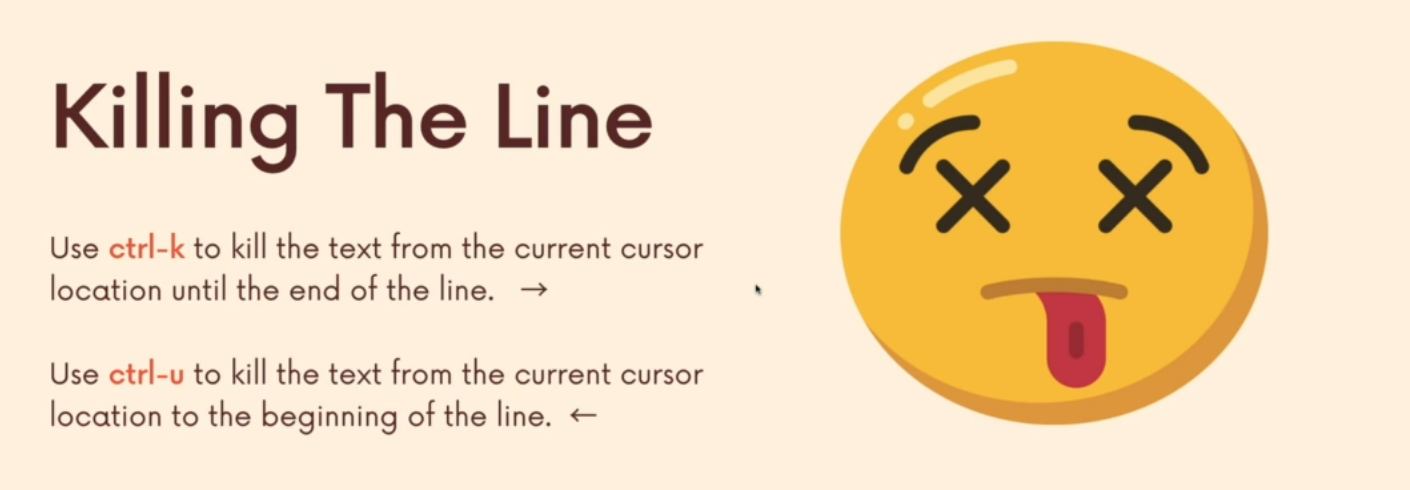 Killing The Line
Use ctrl-k to kill the text from the current cursor
location until the end of the line. →
Use ctrl-u to kill the text from the current cursor
location to the beginning of the line. ←